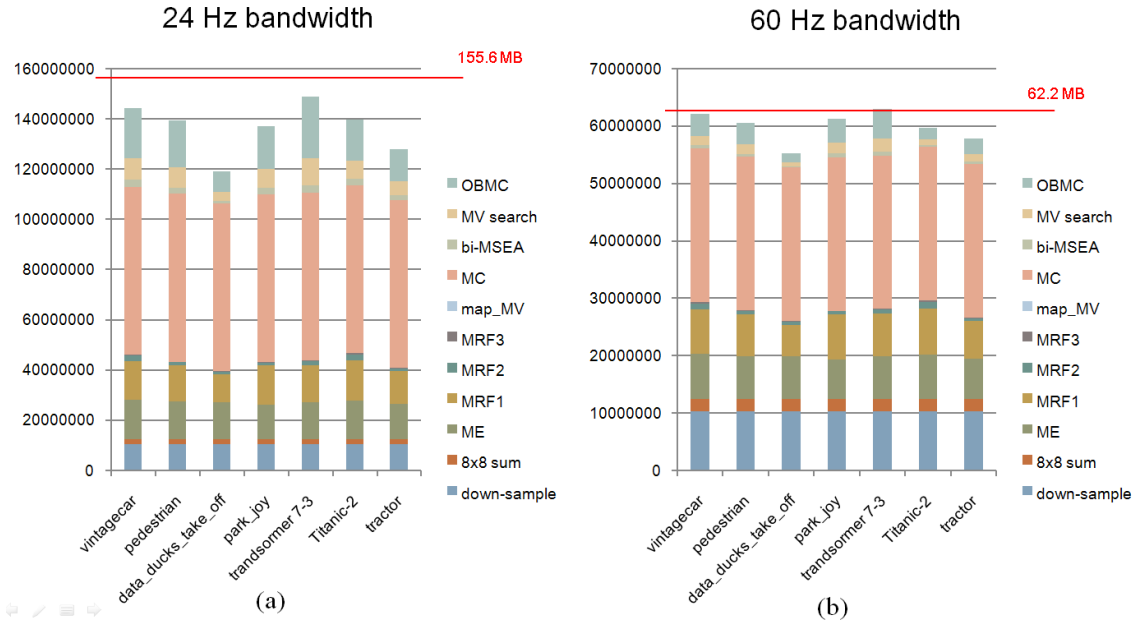 24 Hz bandwidth
155.6 MB
160000000
140000000
120000000
100000000
80000000
60000000
40000000
20000000
0
OBMC
MV search
bi-MSEA
MC
map_MV
MRF3
MRF2
MRF1
ME
8x8 sum
down-sample
vintagecar
pedestrian
data_ducks_take_off
park_joy
trandsormer 7-3
Titanic-2
tractor
(a)
60 Hz bandwidth
62.2 MB
70000000
60000000
50000000
40000000
30000000
20000000
10000000
0
OBMC
MV search
bi-MSEA
MC
map_MV
MRF3
MRF2
MRF1
ME
8x8 sum
down-sample
vintagecar
pedestrian
data_ducks_take_off
park_joy
trandsormer 7-3
Titanic-2
tractor
(b)